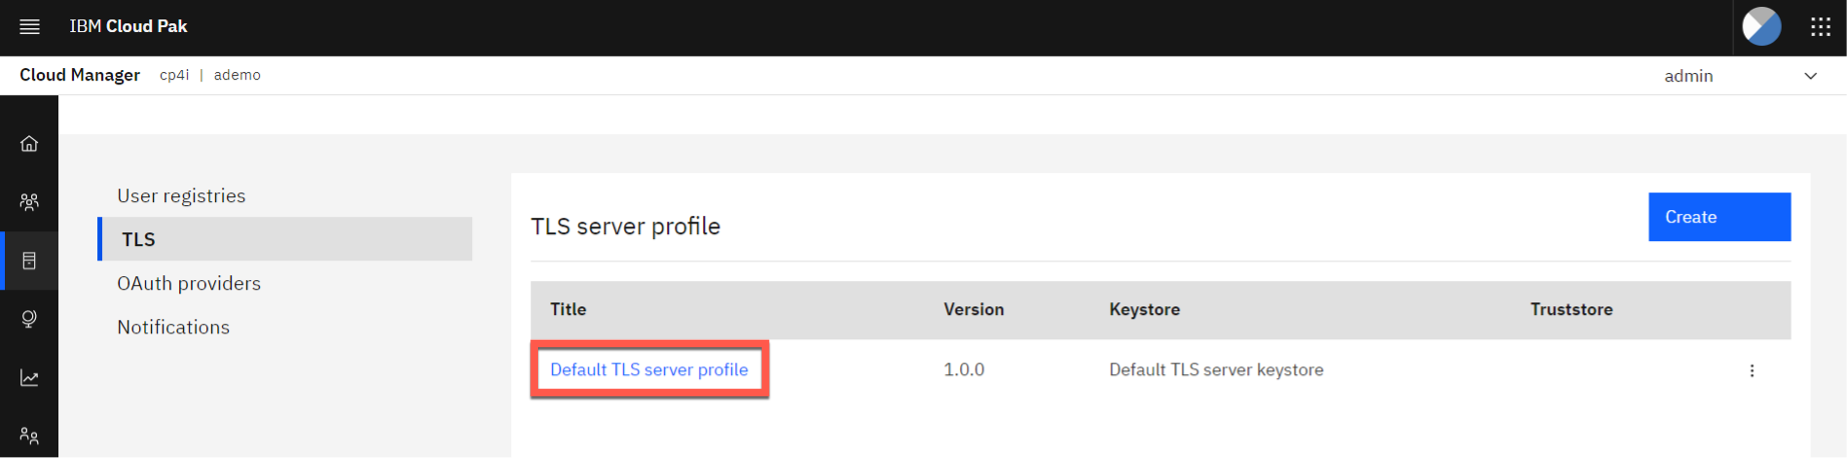 IBM Cloud Pak
Cloud Manager cp4i | ademo
admin
User registries
TLS
OAuth providers
Notifications
TLS server profile
Create
Title Version Keystore Truststore
Default TLS server profile 1.0.0 Default TLS server keystore